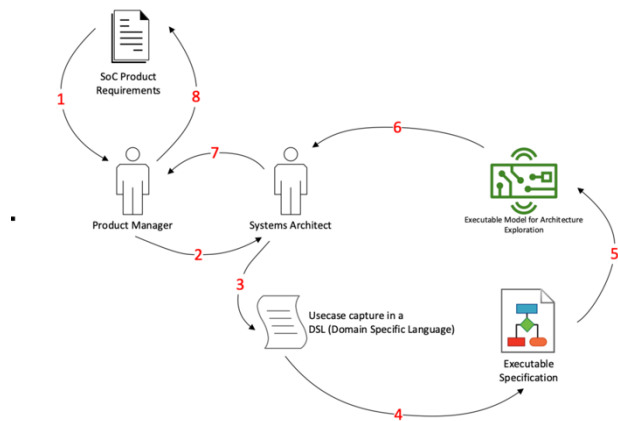 SoC Product
Requirements
1
8
6
7
Product Manager
Systems Architect
Executable Model for Architecture
Exploration
2
5
3
Usecase capture in a
DSL (Domain Specific Language)
Executable
Specification
4